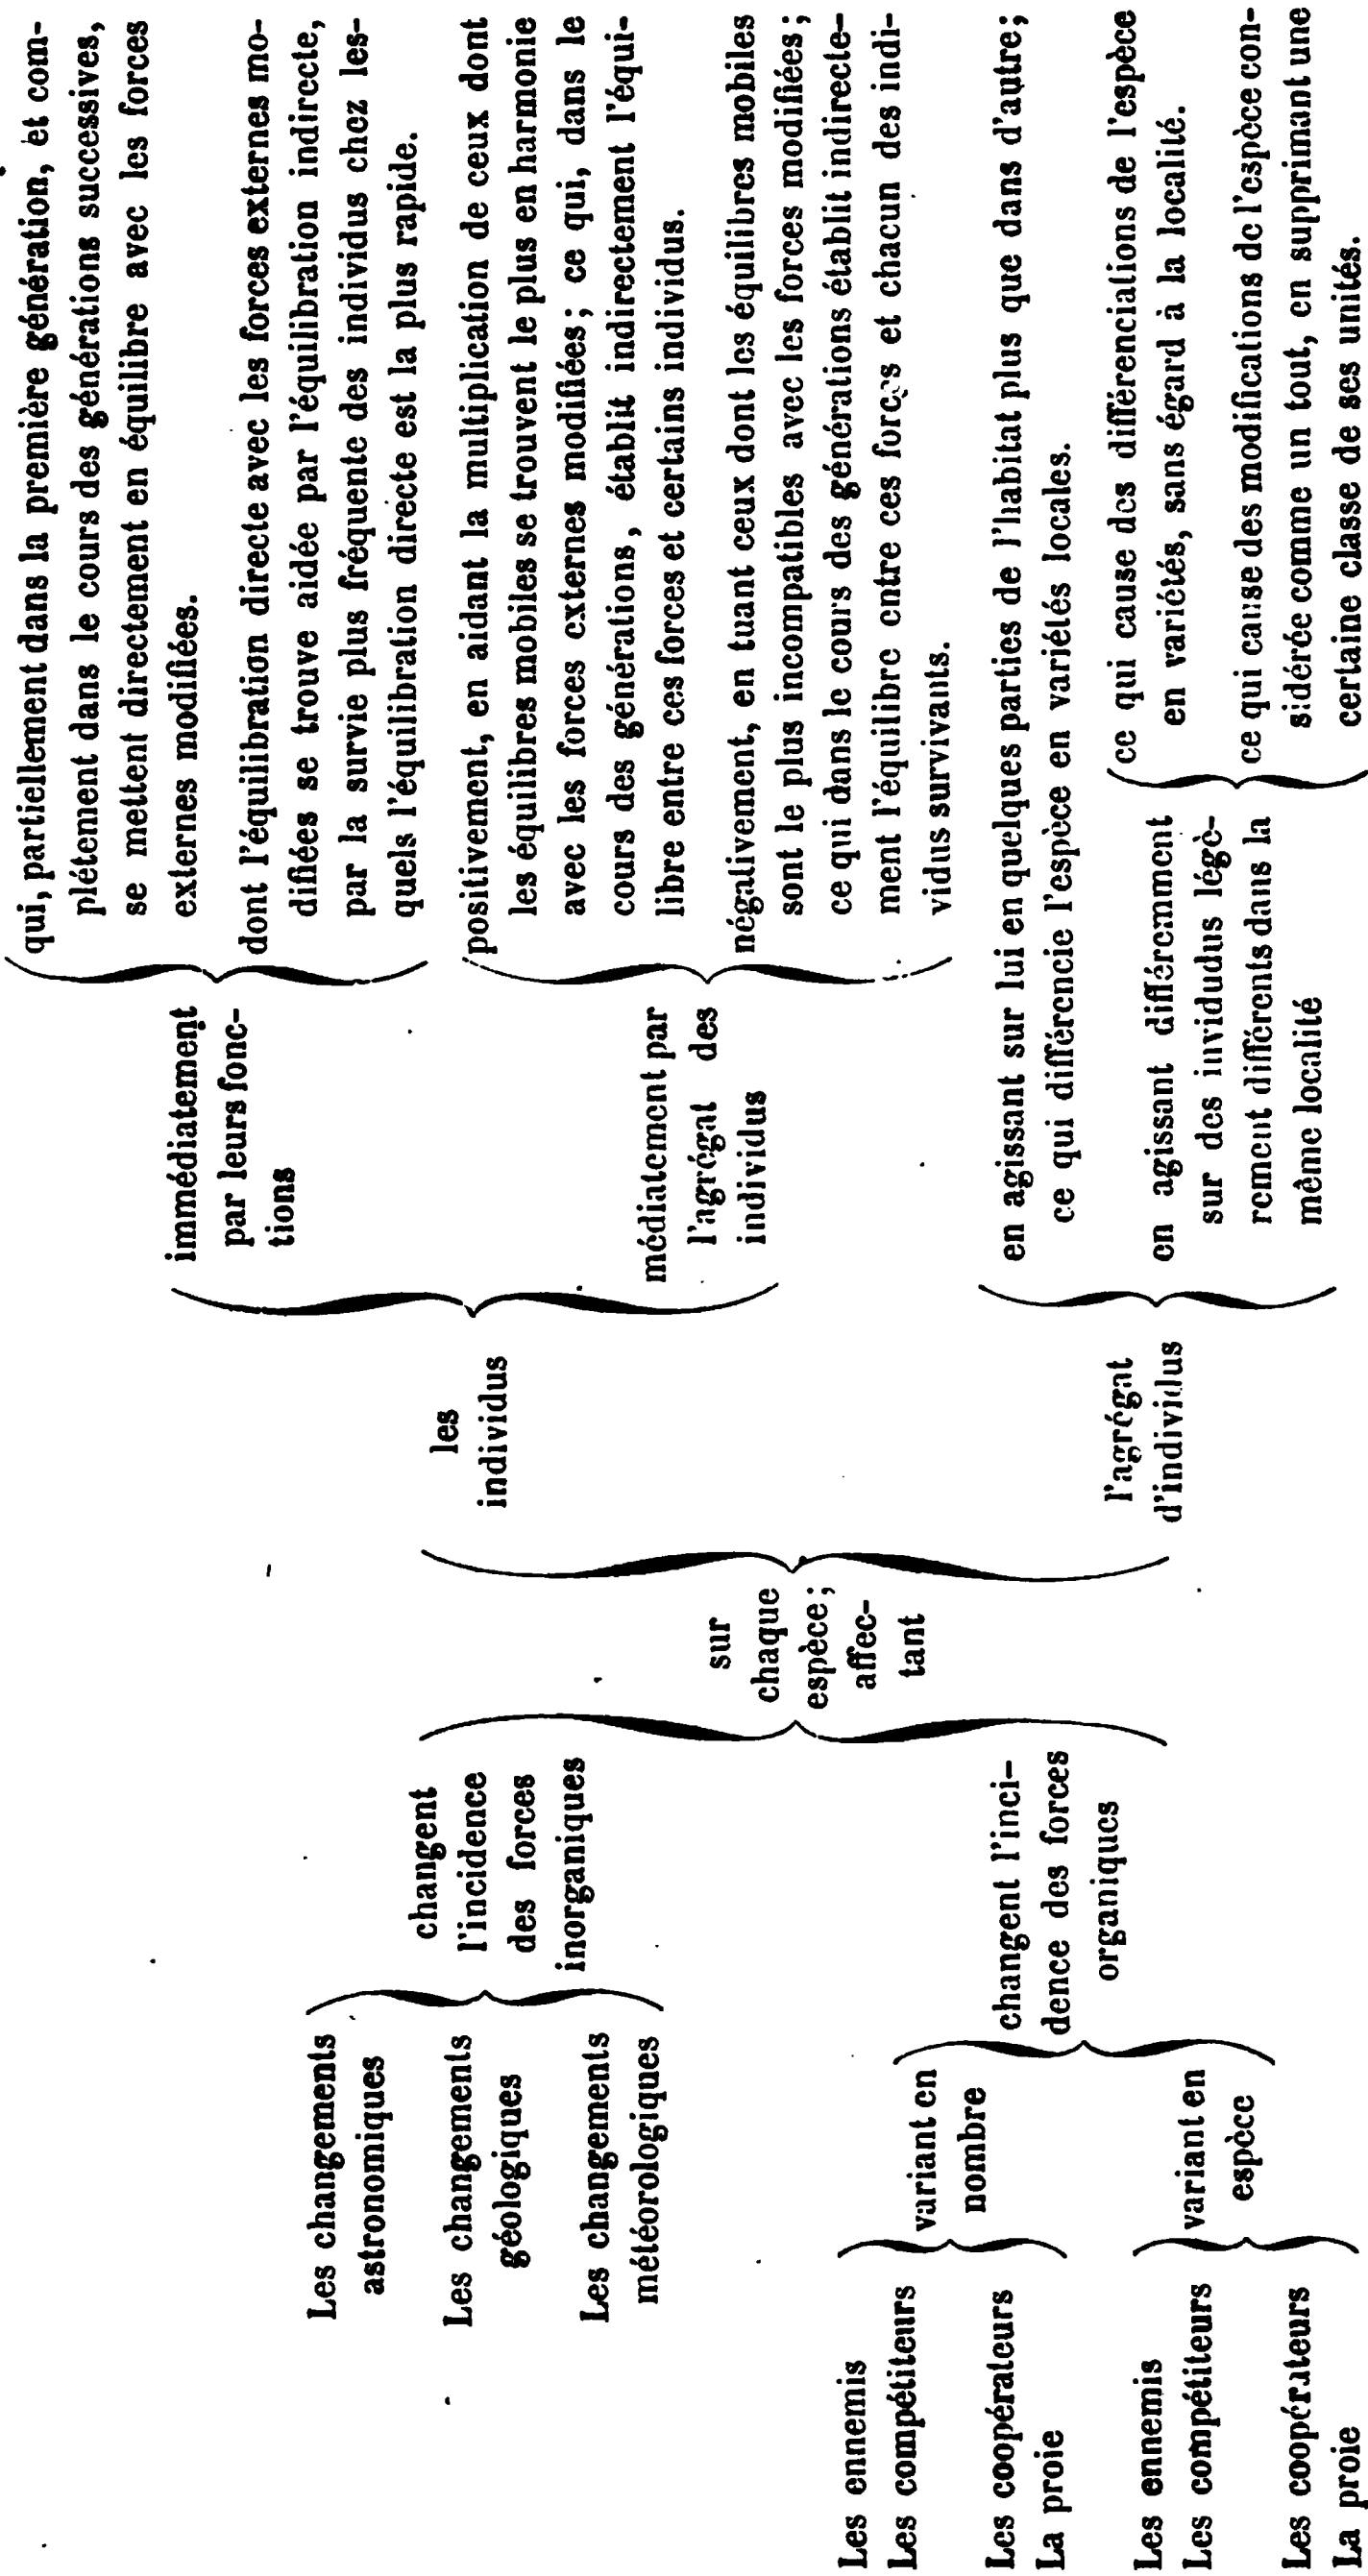 Les changements
astronomiques
Les changements
géologiques
Les changements
météorologiques
changent
l'incidence
des forces
inorganiques
Les ennemis
Les compétiteurs
Les coopérateurs
La proie
variant en
nombre
Les ennemis
Les compétiteurs
Les coopérateurs
La proie
variant en
espèce
changent l'inci-
dence des forces
organiques
sur
chaque
espèce;
affec-
tant
les
individus
immédiatement
par leurs fonc-
tions
qui, partiellement dans la première génération, et com-
plétement dans le cours des générations successives,
se mettent directement en équilibre avec les forces
externes modifiées.
dont l'équilibration directe avec les forces externes mo-
difiées se trouve aidée par l'équilibration indirecte,
par la survie plus fréquente des individus chez les-
quels l'équilibration directe est la plus rapide.
médiatement par
l'agrégat des
individus
positivement, en aidant la multiplication de ceux dont
les équilibres mobiles se trouvent le plus en harmonie
avec les forces externes modifiées; ce qui, dans le
cours des générations, établit indirectement l'équi-
libre entre ces forces et certains individus.
négativement, en tuant ceux dont les équilibres mobiles
sont le plus incompatibles avec les forces modifiées;
ce qui dans le cours des générations établit indirecte-
ment l'équilibre entre ces forces et chacun des indi-
vidus survivants.
l'agrégat
d'individus
en agissant sur lui en quelques parties de l'habitat plus que dans d'autre;
ce qui différencie l'espèce en variétés locales.
en agissant différemment
sur des invidudus légè-
rement différents dans la
même localité
ce qui cause des différenciations de l'espèce
en variétés, sans égard à la localité.
ce qui cause des modifications de l'espèce con-
sidérée comme un tout, en supprimant une
certaine classe de ses unités.